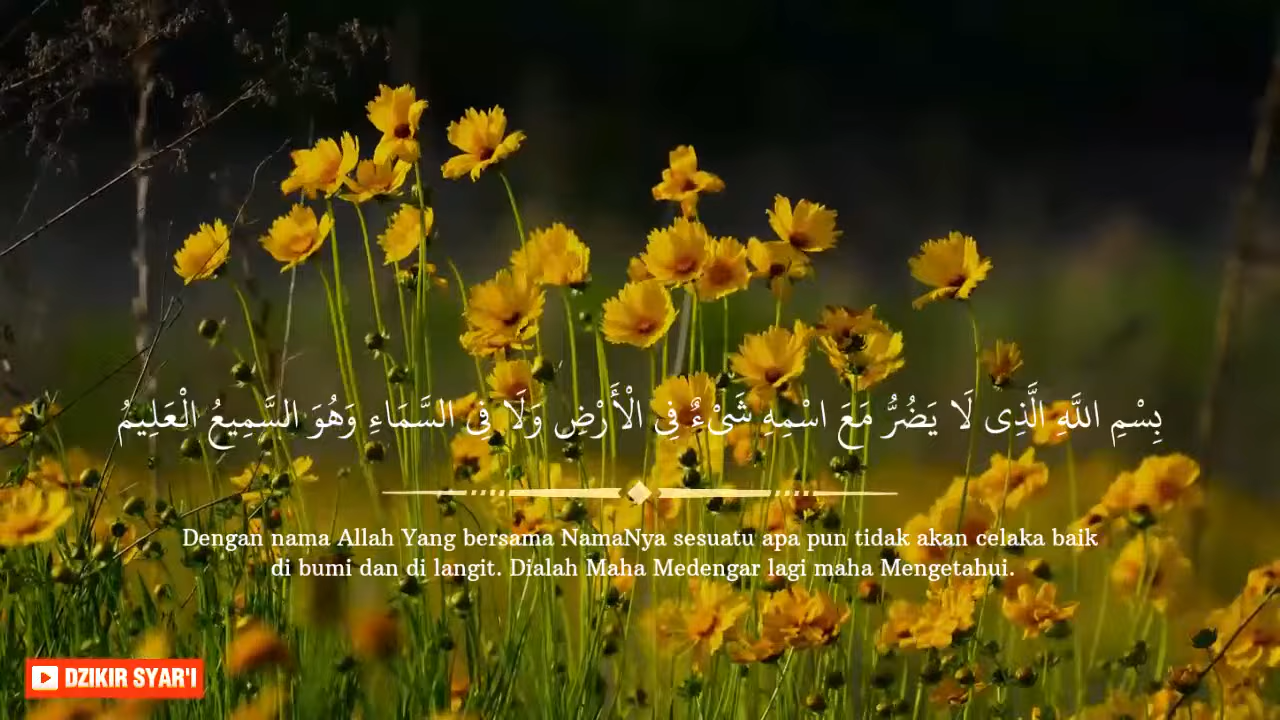 بِسْمِ اللَّهِ الَّذِى لَا يَضُرُّ مَعَ اسْمِهِ شَىْءٌ فِى الْأَرْضِ وَلَا فِى السَّمَاءِ وَهُوَ السَّمِيعُ الْعَلِيمُ
Dengan nama Allah Yang bersama NamaNya sesuatu apa pun tidak akan celaka baik
di bumi dan di langit. Dialah Maha Medengar lagi maha Mengetahui.
DZIKIR SYAR'I